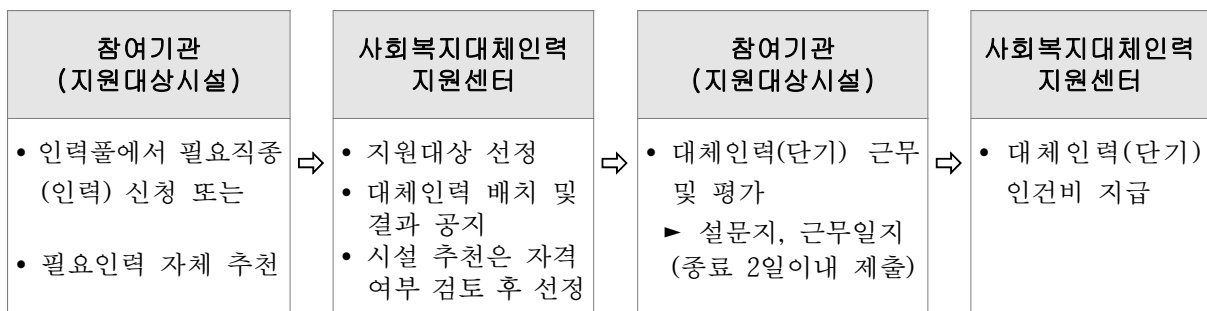 참여기관
(지원대상시설)
• 인력풀에서 필요직종
(인력) 신청 또는
• 필요인력 자체 추천
⇨
사회복지대체인력
지원센터
• 지원대상 선정
• 대체인력 배치 및
결과 공지
• 시설 추천은 자격
여부 검토 후 선정
⇨
참여기관
(지원대상시설)
• 대체인력(단기) 근무
및 평가
► 설문지, 근무일지
(종료 2일이내 제출)
⇨
사회복지대체인력
지원센터
• 대체인력(단기)
인건비 지급